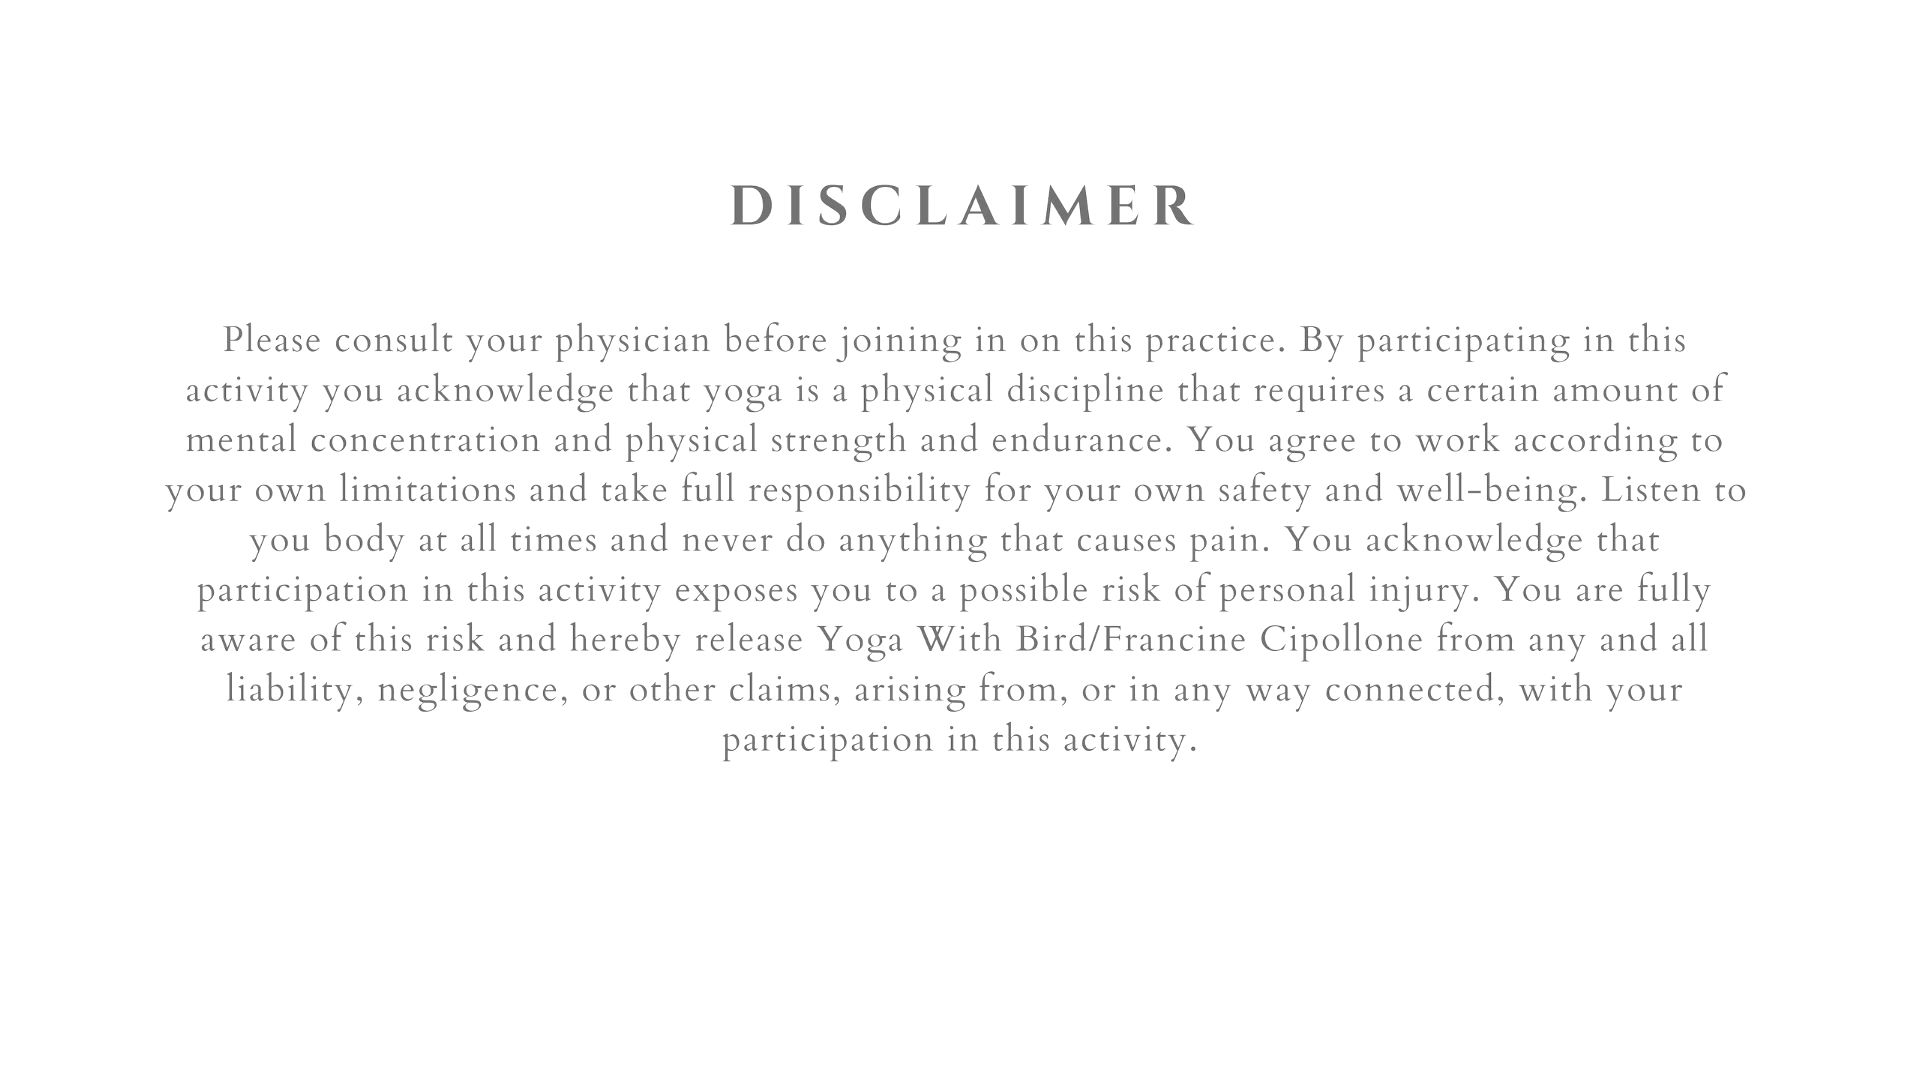 DISCLAIMER
Please consult your physician before joining in on this practice. By participating in this
activity you acknowledge that yoga is a physical discipline that requires a certain amount of
mental concentration and physical strength and endurance. You agree to work according to
your own limitations and take full responsibility for your own safety and well-being. Listen to
you body at all times and never do anything that causes pain. You acknowledge that
participation in this activity exposes you to a possible risk of personal injury. You are fully
aware of this risk and hereby release Yoga With Bird/Francine Cipollone from any and all
liability, negligence, or other claims, arising from, or in any way connected, with your
participation in this activity.